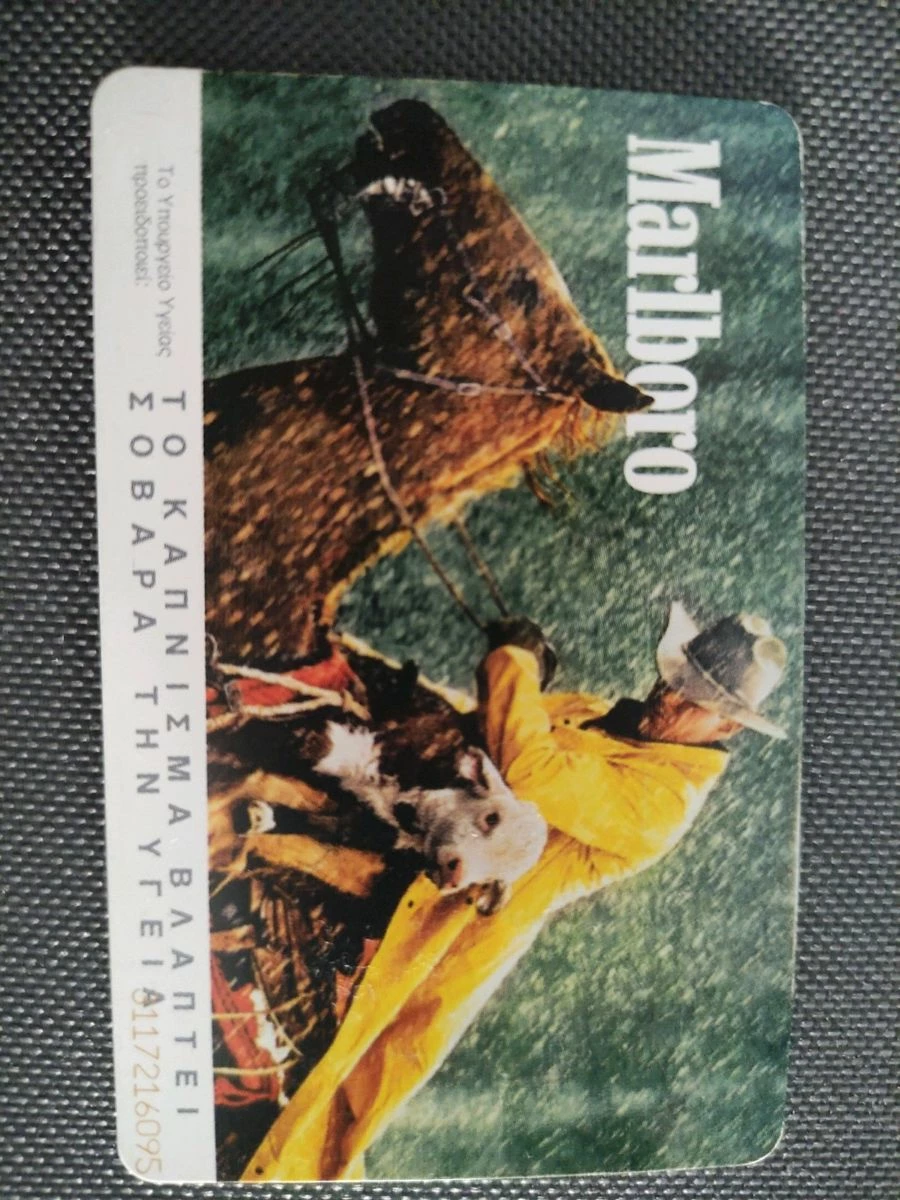 Marlboro
Το Υπουργείο Υγείας
προειδοποιεί:
ΤΟ ΚΑΠΝΙΣΜΑ ΒΛΑΠΤΕΙ
ΣΟΒΑΡΑ ΤΗΝ ΥΓΕΙΑ
0117216095